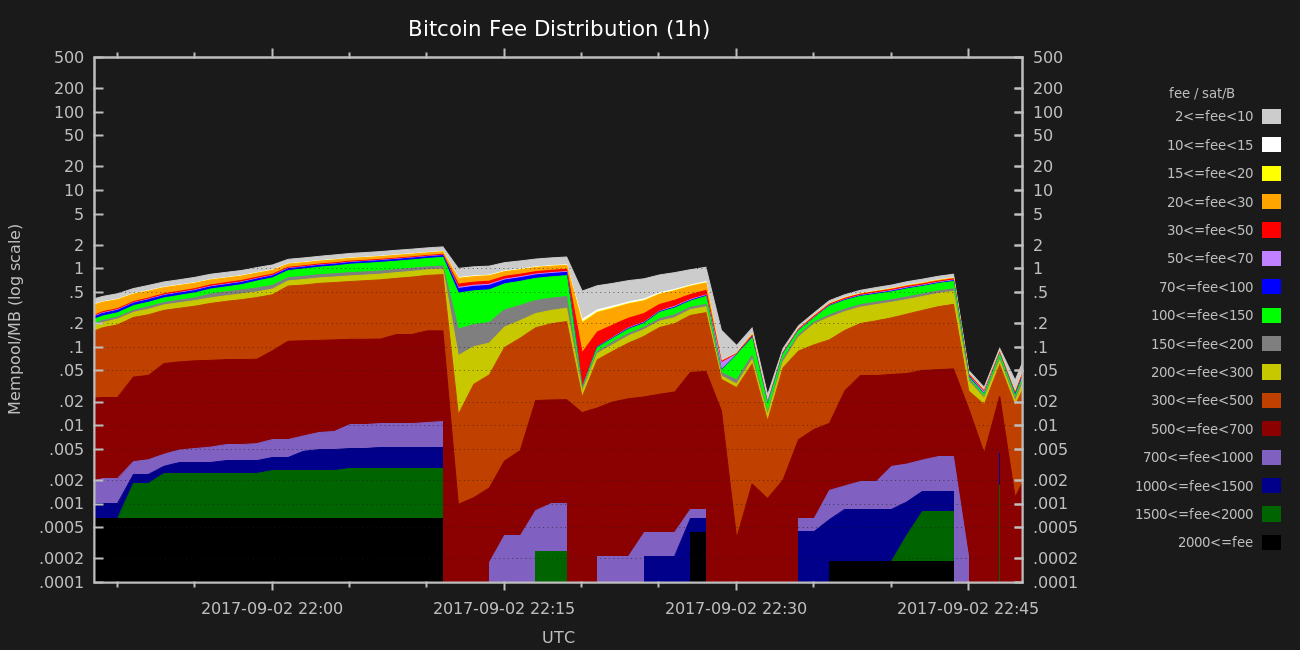 Bitcoin Fee Distribution (1h)
Mempool/MB (log scale)
500
200
100
50
20
10
5
2
1
.5
.2
.1
.05
.02
.01
.005
.002
.001
.0005
.0002
.0001
500
200
100
50
20
10
5
2
1
.5
.2
.1
.05
.02
.01
.005
.002
.001
.0005
.0002
.0001
2017-09-02 22:00
2017-09-02 22:15
2017-09-02 22:30
2017-09-02 22:45
UTC
fee / sat/B
2<=fee<10
10<=fee<15
15<=fee<20
20<=fee<30
30<=fee<50
50<=fee<70
70<=fee<100
100<=fee<150
150<=fee<200
200<=fee<300
300<=fee<500
500<=fee<700
700<=fee<1000
1000<=fee<1500
1500<=fee<2000
2000<=fee